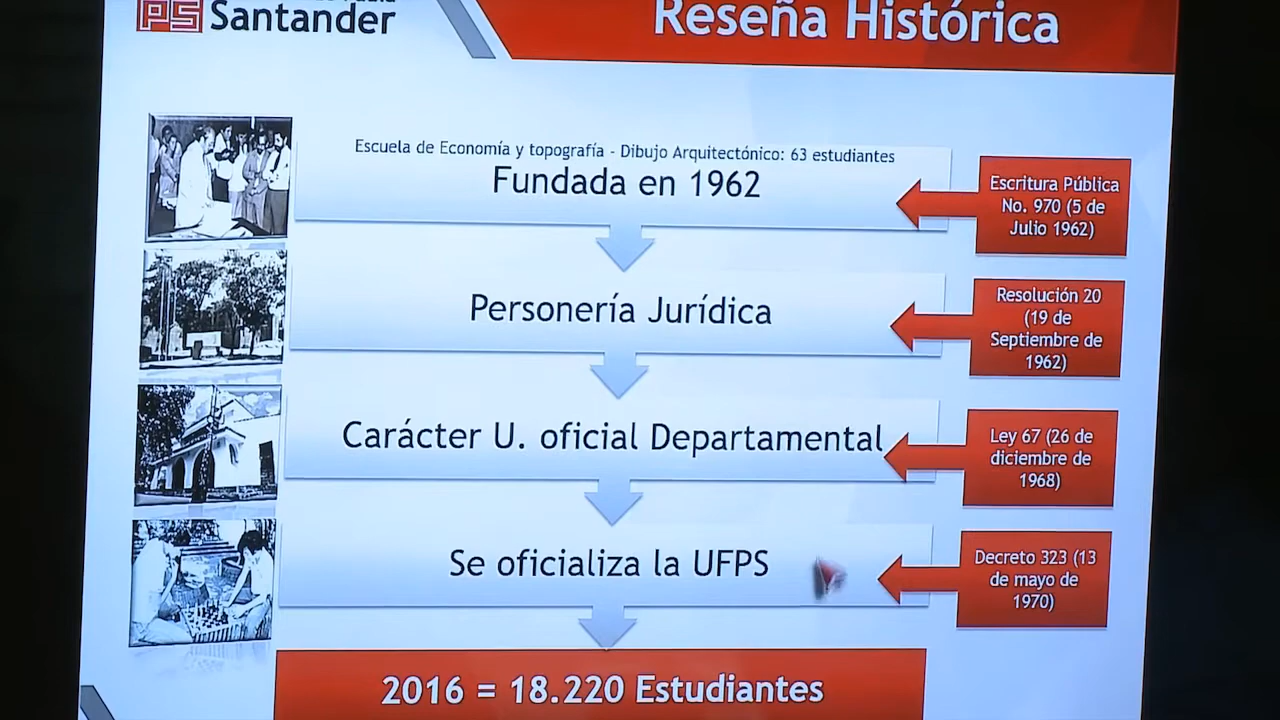 PS Santander
Reseña Histórica
Escuela de Economía y topografía - Dibujo Arquitectónico: 63 estudiantes
Fundada en 1962
Escritura Pública
No. 970 (5 de
Julio 1962)
Personería Jurídica
Resolución 20
(19 de
Septiembre de
1962)
Carácter U. oficial Departamental
Ley 67 (26 de
diciembre de
1968)
Se oficializa la UFPS
Decreto 323 (13
de mayo de
1970)
2016 = 18.220 Estudiantes